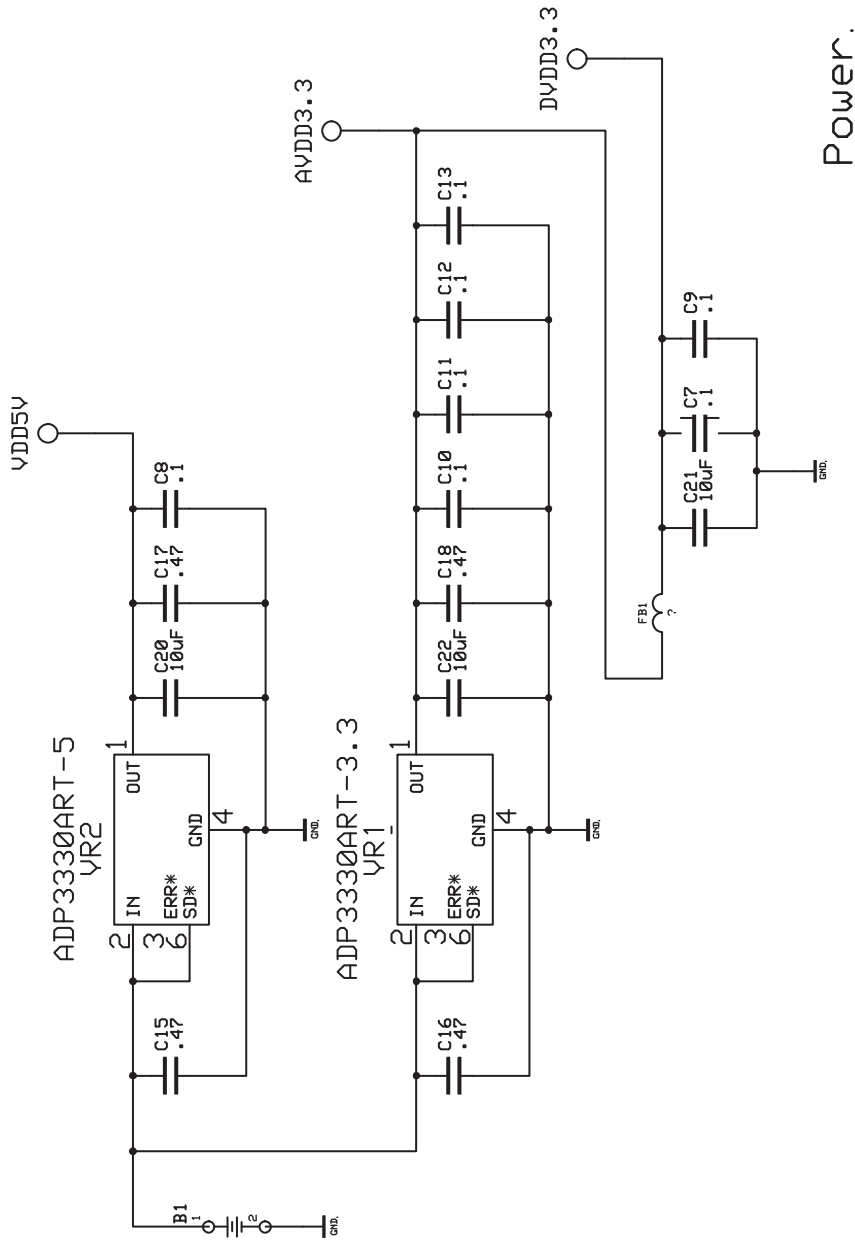 VDD5V
AVDD3.3
DVDD3.3
ADP3330ART-5
VR2
2
IN
3
ERR*
6
SD*
OUT
1
GND
4
C15
.47
C20
10uF
C17
.47
C8
.1
GND.
B1
1
2
GND.
ADP3330ART-3.3
VR1
2
IN
3
ERR*
6
SD*
OUT
1
GND
4
C16
.47
C22
10uF
C18
.47
C10
.1
C11
.1
C12
.1
C13
.1
GND.
FB1
?
C21
10uF
C7
.1
C9
.1
GND.
Power.